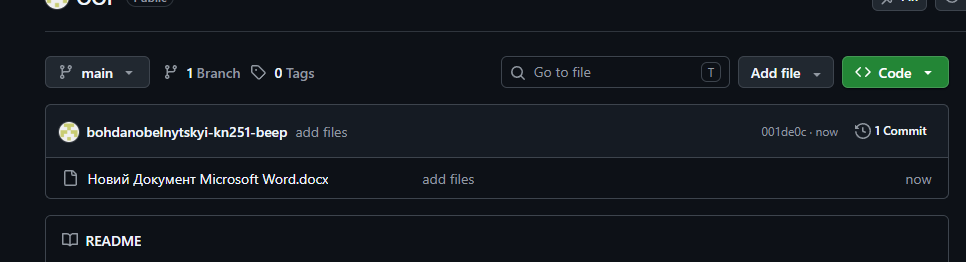 Public
main
1 Branch
0 Tags
Go to file
T
Add file
Code
bohdanobelnytskyi-kn251-beep add files
001de0c · now
1 Commit
Новий Документ Microsoft Word.docx
add files
now
README